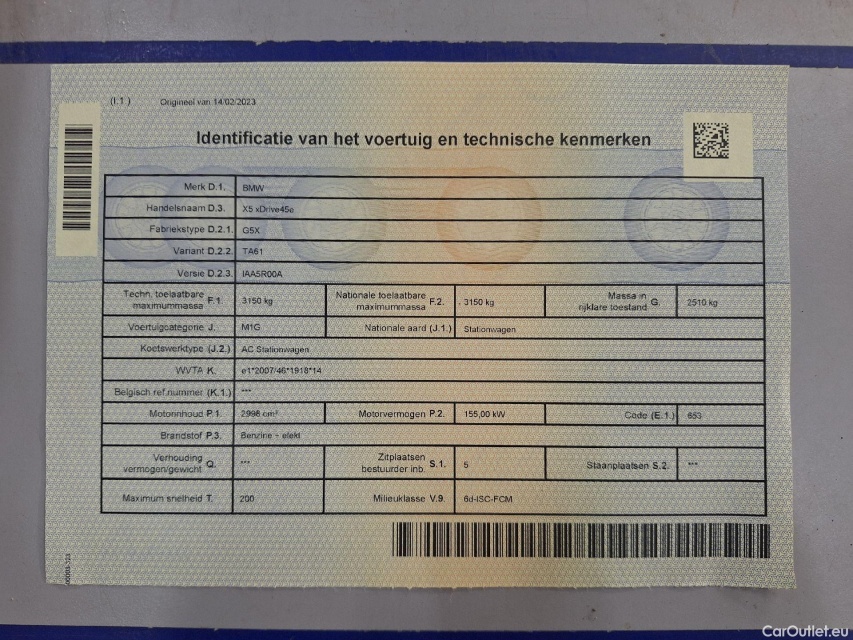 (I.1)
Origineel van 14/02/2023
Identificatie van het voertuig en technische kenmerken
Merk D.1. BMW
Handelsnaam D.3. X5 xDrive45e
Fabriekstype D.2.1. G5X
Variant D.2.2. TA61
Versie D.2.3. IAA5R00A
Techn. toelaatbare maximummassa F.1. 3150 kg Nationale toelaatbare maximummassa F.2. 3150 kg Massa in rijklare toestand G. 2510 kg
Voertuigcategorie J. M1G Nationale aard (J.1.) Stationwagen
Koetswerktype (J.2.) AC Stationwagen
WVTA K. e1*2007/46*1918*14
Belgisch ref.nummer (K.1.) ***
Motorinhoud P.1. 2998 cm³ Motorvermogen P.2. 155,00 kW Code (E.1.) 653
Brandstof P.3. Benzine + elekt
Verhouding vermogen/gewicht Q. *** Zitplaatsen bestuurder inb. S.1. 5 Staanplaatsen S.2. ***
Maximum snelheid T. 200 Milieuklasse V.9. 6d-ISC-FCM
CarOutlet.eu